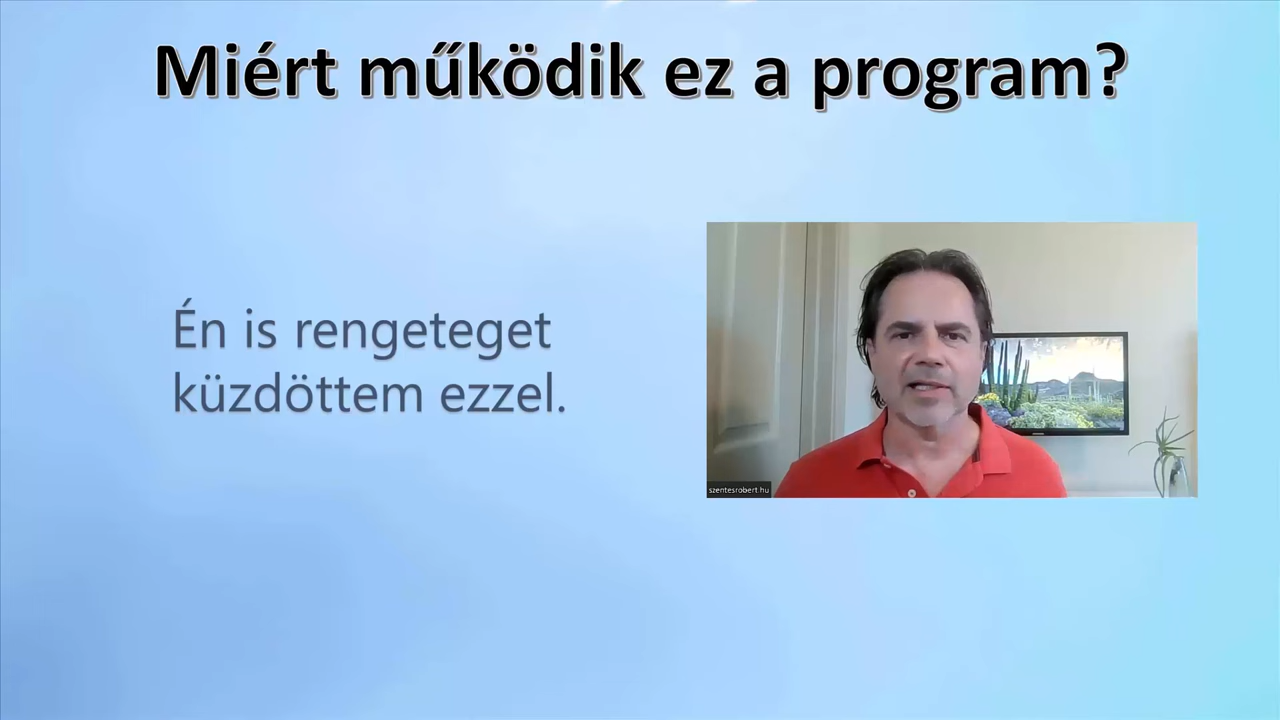 Miért működik ez a program?
Én is rengeteget
küzdöttem ezzel.
szentesrobert.hu